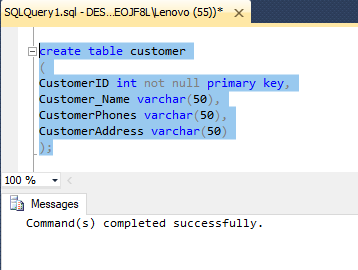 SQLQuery1.sql - DES...EOJF8L\Lenovo (55))*
create table customer
(
CustomerID int not null primary key,
Customer_Name varchar(50),
CustomerPhones varchar(50),
CustomerAddress varchar(50)
);
100 %
Messages
Command(s) completed successfully.